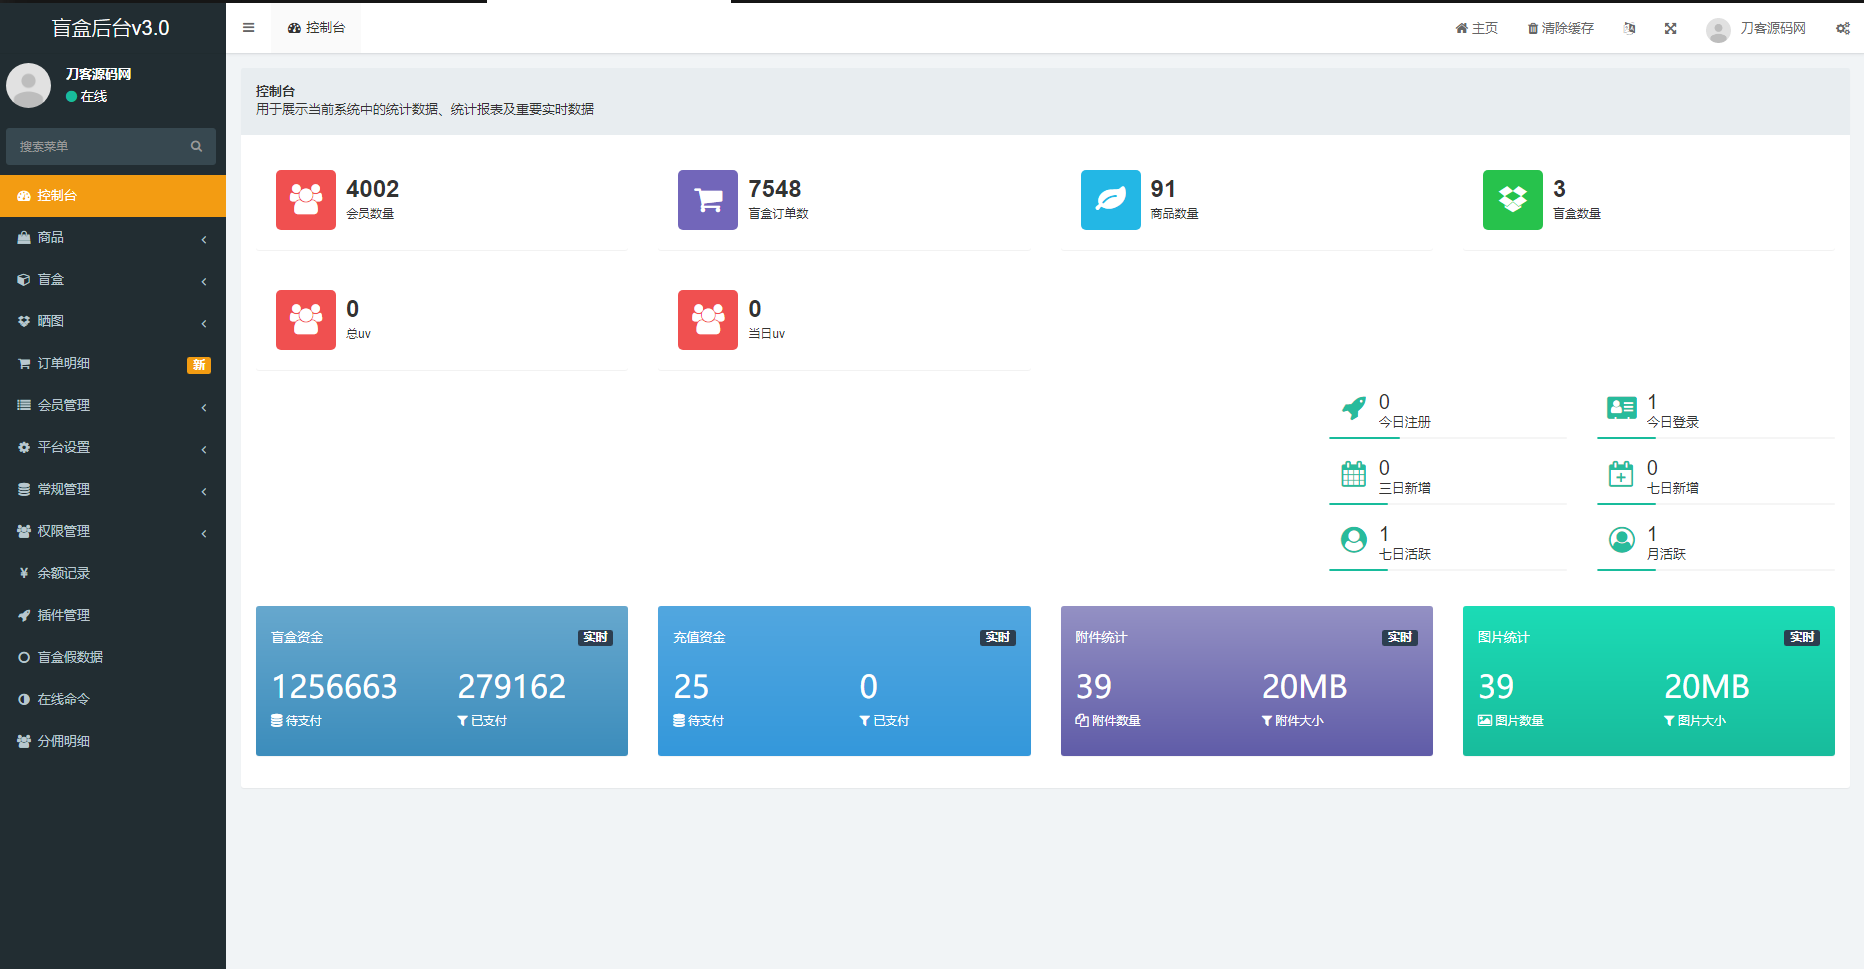 盲盒后台v3.0
控制台
主页
清除缓存
刀客源码网
刀客源码网
在线
搜索菜单
控制台
商品
盲盒
晒图
订单明细 新
会员管理
平台设置
常规管理
权限管理
余额记录
插件管理
盲盒假数据
在线命令
分佣明细
控制台
用于展示当前系统中的统计数据、统计报表及重要实时数据
4002
会员数量
7548
盲盒订单数
91
商品数量
3
盲盒数量
0
总uv
0
当日uv
0
今日注册
1
今日登录
0
三日新增
0
七日新增
1
七日活跃
1
月活跃
盲盒资金 实时
1256663 279162
待支付 已支付
充值资金 实时
25 0
待支付 已支付
附件统计 实时
39 20MB
附件数量 附件大小
图片统计 实时
39 20MB
图片数量 图片大小